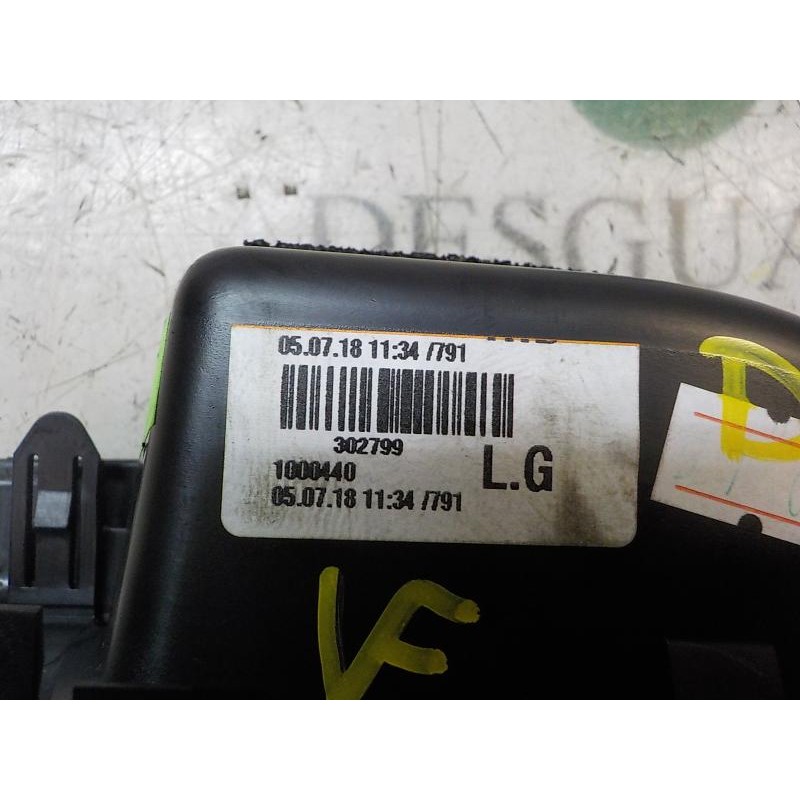 DESGUA
05.07.18 11:34 /791
302799
1000440
L.G
05.07.18 11:34 /791
D
VF